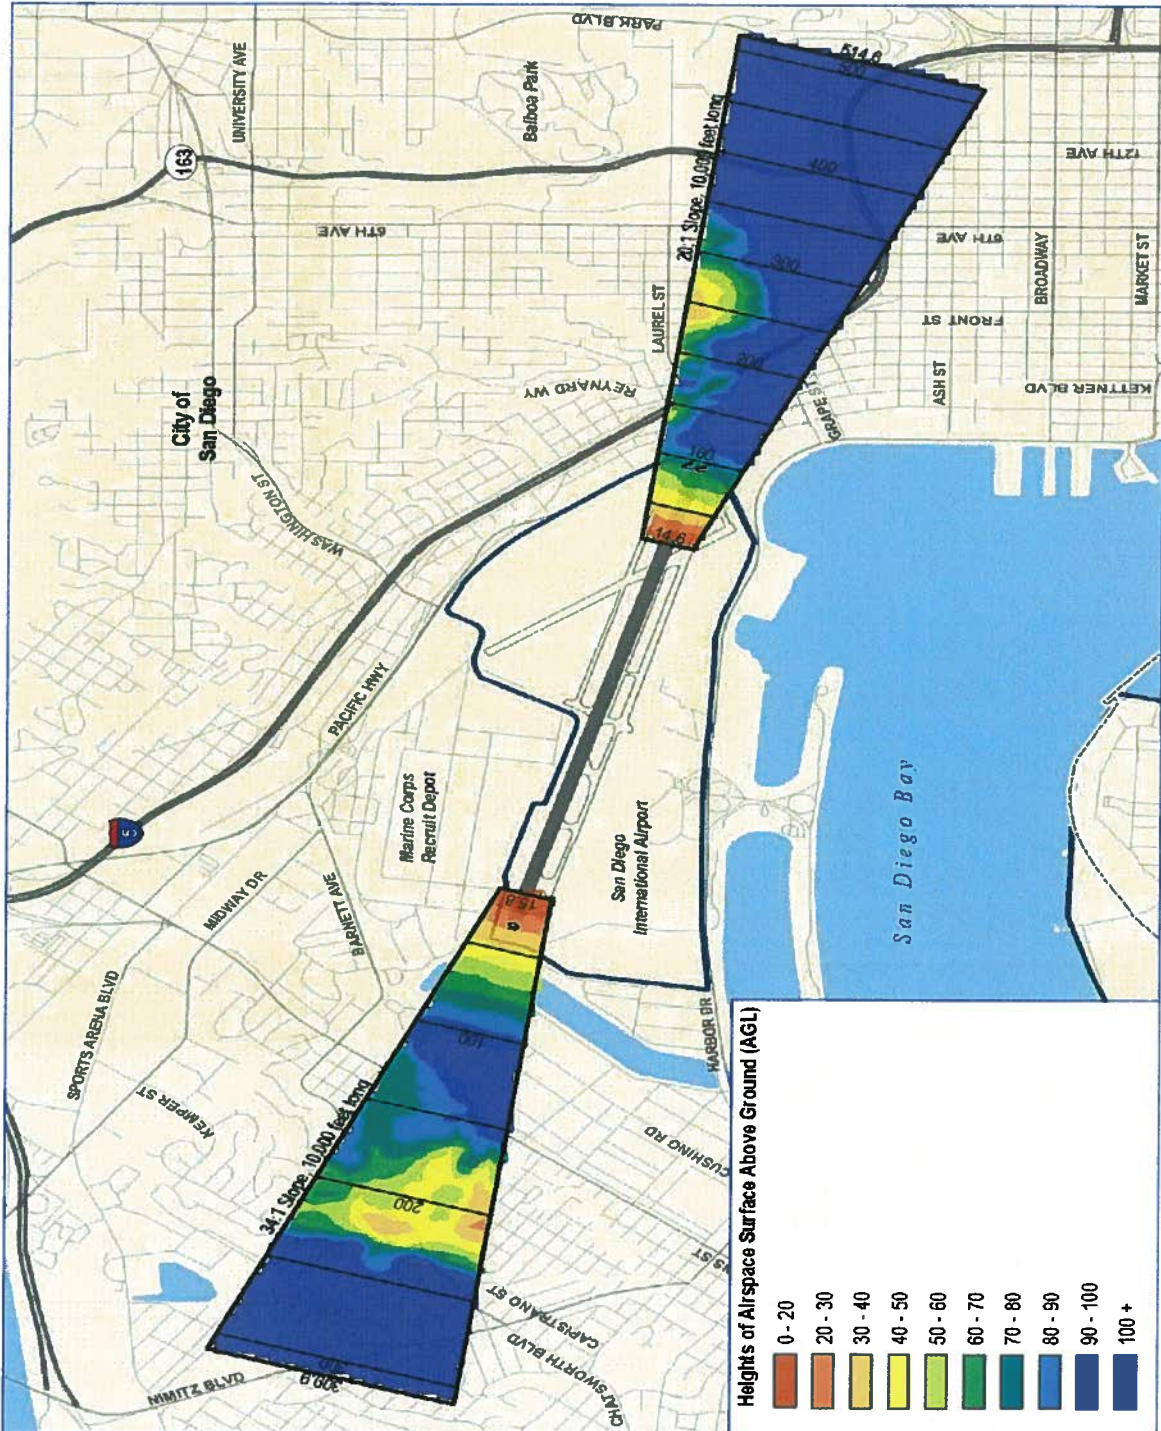 PARK BLVD
UNIVERSITY AVE
163
Balboa Park
6TH AVE
12TH AVE
514.6
500
20:1 Slope, 10,000 feet long
400
300
200
100
14.6
LAUREL ST
6TH AVE
BROADWAY
MARKET ST
FRONT ST
ASH ST
KETTNER BLVD
REYNARD WY
City of
San Diego
WASHINGTON ST
PACIFIC HWY
5
Marine Corps
Recruit Depot
San Diego
International Airport
San Diego Bay
MIDWAY DR
BARNETT AVE
SPORTS ARENA BLVD
KEMPER ST
15.8
100
34:1 Slope, 10,000 feet long
200
309.9
HARBOR DR
CUSHING RD
CAPISTRANO ST
CHATSWORTH BLVD
NIMITZ BLVD
Heights of Airspace Surface Above Ground (AGL)
0 - 20
20 - 30
30 - 40
40 - 50
50 - 60
60 - 70
70 - 80
80 - 90
90 - 100
100 +